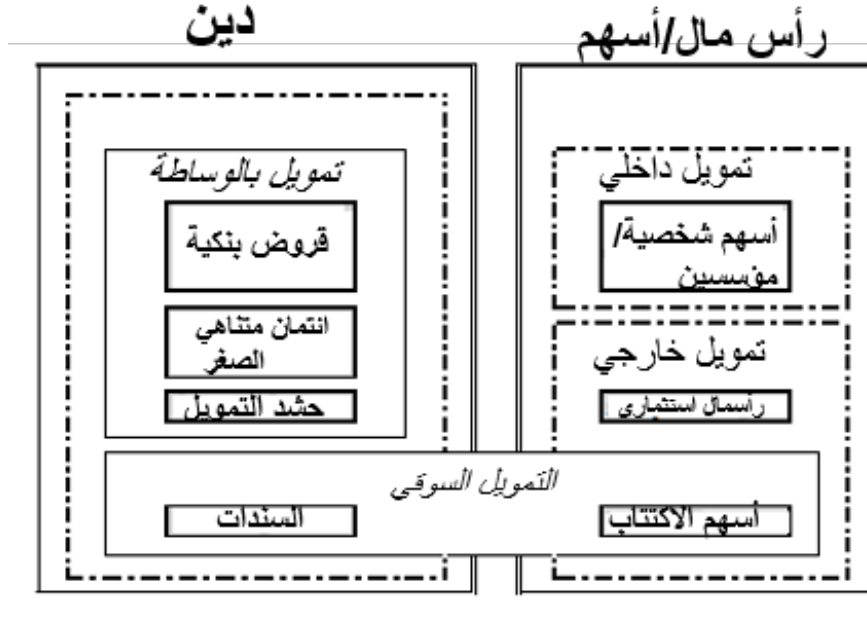 رأس مال/أسهم
تمويل داخلي
أسهم شخصية/
مؤسسين
تمويل خارجي
رأسمال استثماري
دين
تمويل بالوساطة
قروض بنكية
انتمان متناهي
الصغر
حشد التمويل
التمويل السوقي
أسهم الاكتتاب
السندات